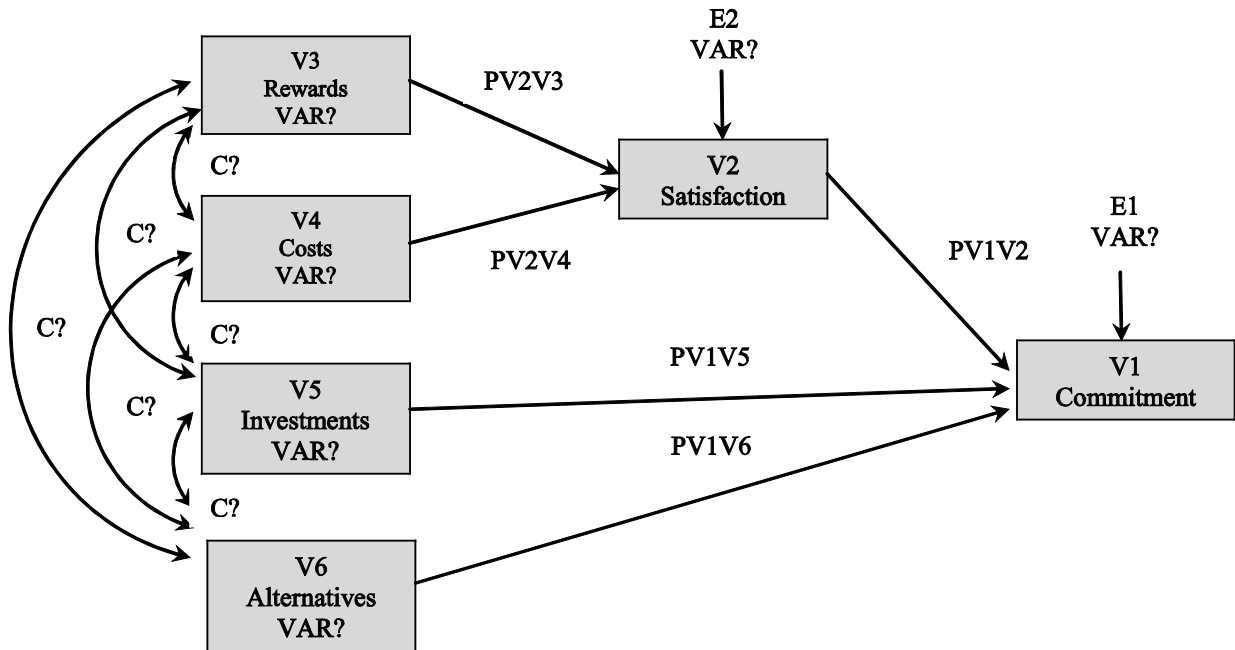 E2
VAR?
V3
Rewards
VAR?
PV2V3
C?
V2
Satisfaction
V4
Costs
VAR?
C?
PV2V4
E1
VAR?
PV1V2
C?
C?
V5
Investments
VAR?
PV1V5
V1
Commitment
C?
PV1V6
C?
V6
Alternatives
VAR?